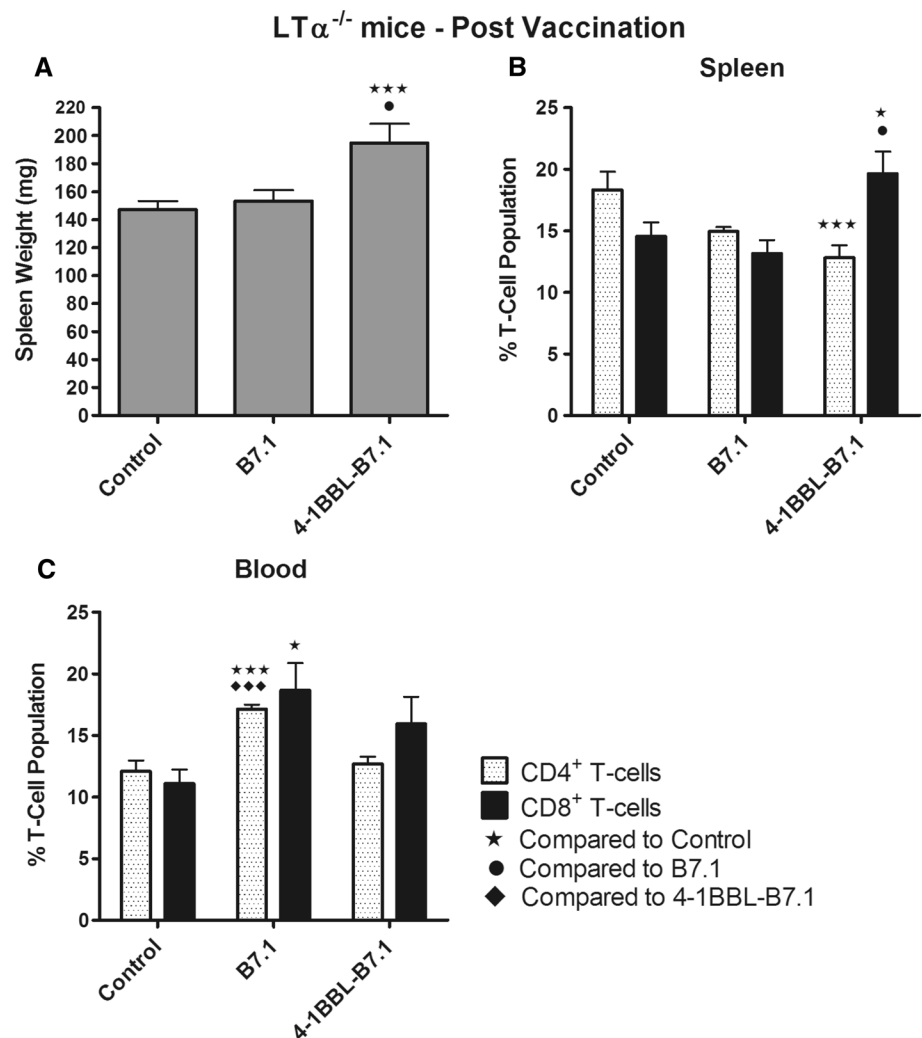 LTα-/- mice - Post Vaccination
A
Spleen Weight (mg)
220
200
180
160
140
120
100
80
60
40
20
0
★★★
●
Control
B7.1
4-1BBL-B7.1
B
Spleen
% T-Cell Population
25
20
15
10
5
0
★
●
★★★
Control
B7.1
4-1BBL-B7.1
C
Blood
% T-Cell Population
25
20
15
10
5
0
★★★
◆◆◆
★
Control
B7.1
4-1BBL-B7.1
CD4+ T-cells
CD8+ T-cells
★ Compared to Control
● Compared to B7.1
◆ Compared to 4-1BBL-B7.1